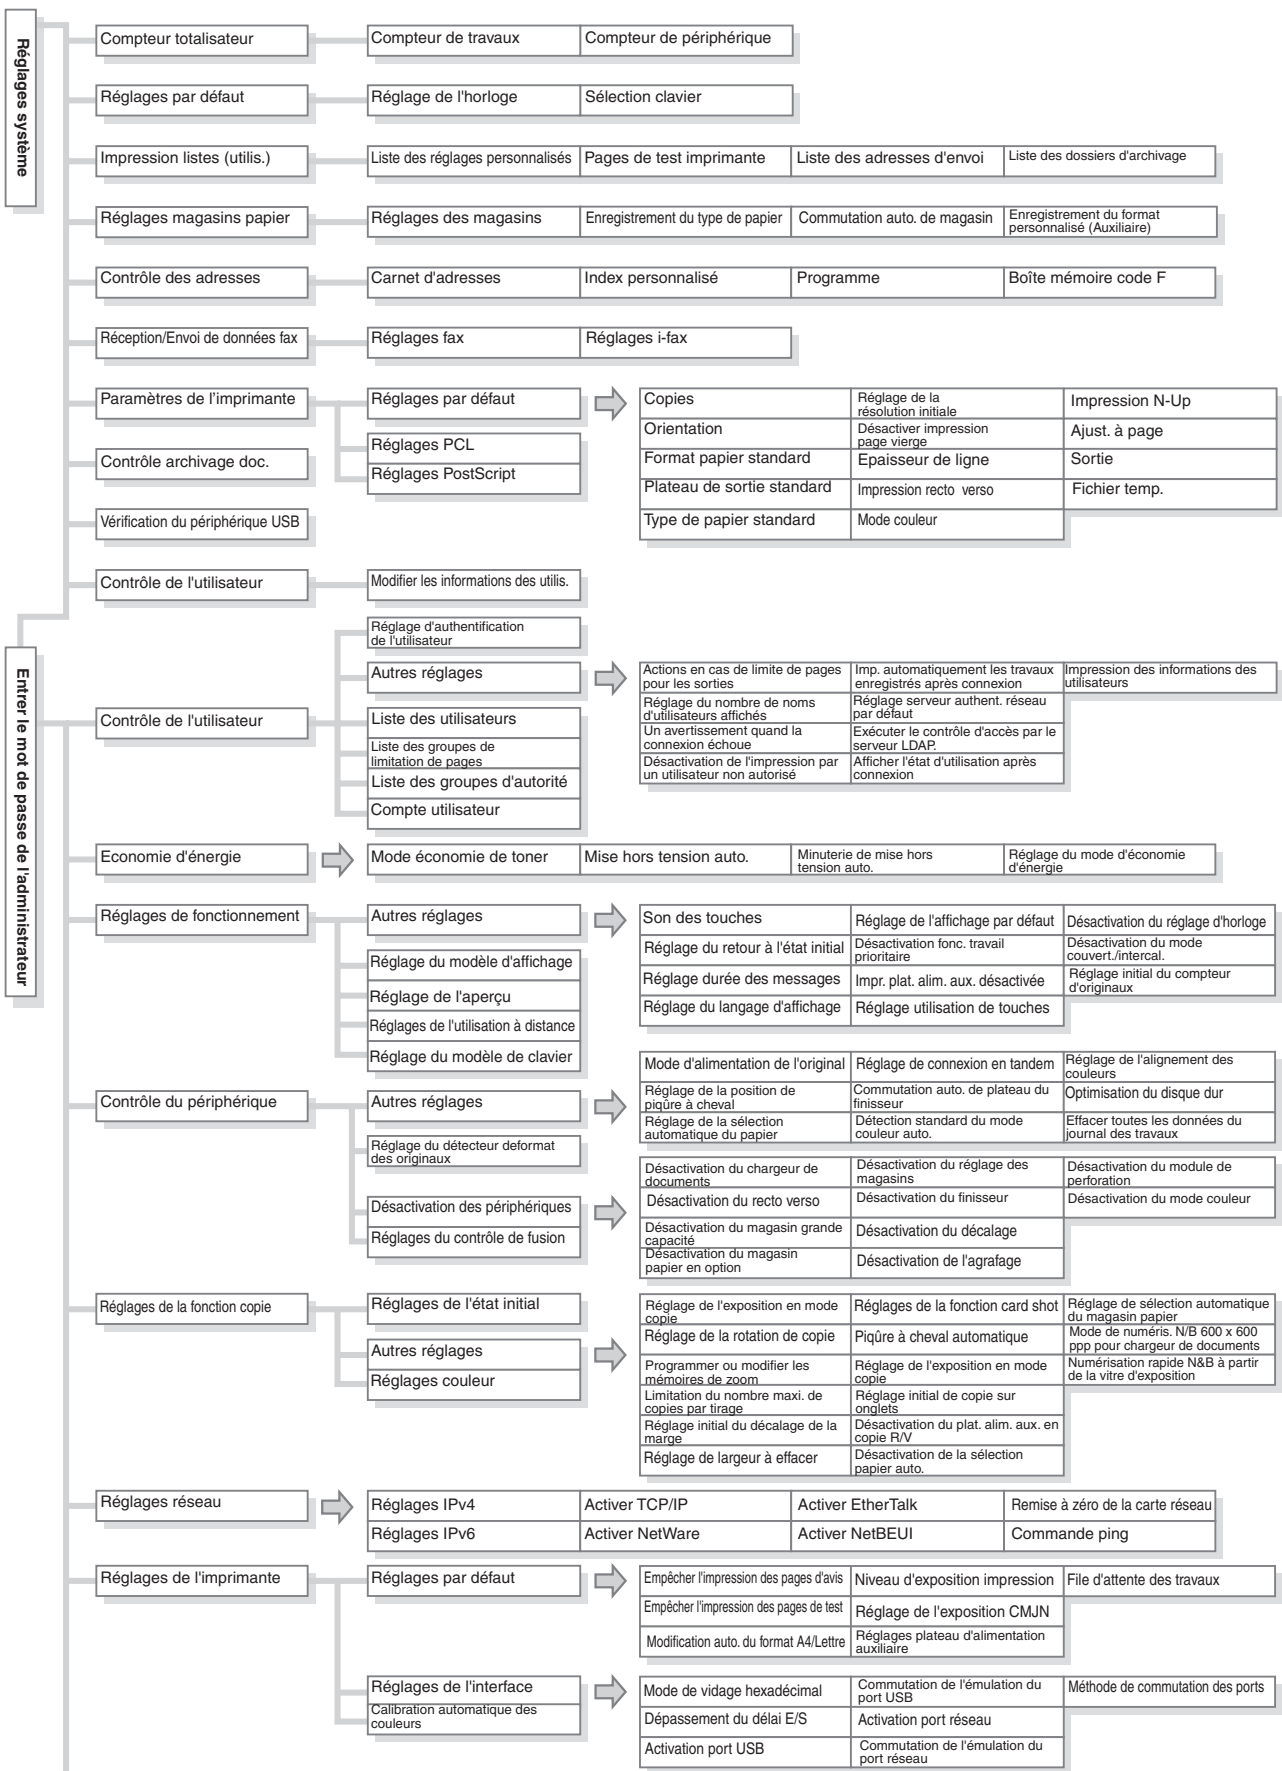 Réglages système
Compteur totalisateur
Compteur de travaux
Compteur de périphérique
Réglages par défaut
Réglage de l'horloge
Sélection clavier
Impression listes (utilis.)
Liste des réglages personnalisés
Pages de test imprimante
Liste des adresses d'envoi
Liste des dossiers d'archivage
Réglages magasins papier
Réglages des magasins
Enregistrement du type de papier
Commutation auto. de magasin
Enregistrement du format
personnalisé (Auxiliaire)
Contrôle des adresses
Carnet d'adresses
Index personnalisé
Programme
Boîte mémoire code F
Réception/Envoi de données fax
Réglages fax
Réglages i-fax
Paramètres de l'imprimante
Réglages par défaut
Réglages PCL
Réglages PostScript
Copies
Réglage de la
résolution initiale
Impression N-Up
Orientation
Désactiver impression
page vierge
Ajust. à page
Format papier standard
Epaisseur de ligne
Sortie
Plateau de sortie standard
Impression recto verso
Fichier temp.
Type de papier standard
Mode couleur
Contrôle archivage doc.
Vérification du périphérique USB
Contrôle de l'utilisateur
Modifier les informations des utilis.
Entrer le mot de passe de l'administrateur
Contrôle de l'utilisateur
Réglage d'authentification
de l'utilisateur
Autres réglages
Liste des utilisateurs
Liste des groupes de
limitation de pages
Liste des groupes d'autorité
Compte utilisateur
Actions en cas de limite de pages
pour les sorties
Imp. automatiquement les travaux
enregistrés après connexion
Impression des informations des
utilisateurs
Réglage du nombre de noms
d'utilisateurs affichés
Réglage serveur authent. réseau
par défaut
Un avertissement quand la
connexion échoue
Exécuter le contrôle d'accès par le
serveur LDAP.
Désactivation de l'impression par
un utilisateur non autorisé
Afficher l'état d'utilisation après
connexion
Economie d'énergie
Mode économie de toner
Mise hors tension auto.
Minuterie de mise hors
tension auto.
Réglage du mode d'économie
d'énergie
Réglages de fonctionnement
Autres réglages
Réglage du modèle d'affichage
Réglage de l'aperçu
Réglages de l'utilisation à distance
Réglage du modèle de clavier
Son des touches
Réglage de l'affichage par défaut
Désactivation du réglage d'horloge
Réglage du retour à l'état initial
Désactivation fonc. travail
prioritaire
Désactivation du mode
couvert./intercal.
Réglage durée des messages
Impr. plat. alim. aux. désactivée
Réglage initial du compteur
d'originaux
Réglage du langage d'affichage
Réglage utilisation de touches
Contrôle du périphérique
Autres réglages
Réglage du détecteur deformat
des originaux
Désactivation des périphériques
Réglages du contrôle de fusion
Mode d'alimentation de l'original
Réglage de connexion en tandem
Réglage de l'alignement des
couleurs
Réglage de la position de
piqûre à cheval
Commutation auto. de plateau du
finisseur
Optimisation du disque dur
Réglage de la sélection
automatique du papier
Détection standard du mode
couleur auto.
Effacer toutes les données du
journal des travaux
Désactivation du chargeur de
documents
Désactivation du réglage des
magasins
Désactivation du module de
perforation
Désactivation du recto verso
Désactivation du finisseur
Désactivation du mode couleur
Désactivation du magasin grande
capacité
Désactivation du décalage
Désactivation du magasin
papier en option
Désactivation de l'agrafage
Réglages de la fonction copie
Réglages de l'état initial
Autres réglages
Réglages couleur
Réglage de l'exposition en mode
copie
Réglages de la fonction card shot
Réglage de sélection automatique
du magasin papier
Réglage de la rotation de copie
Piqûre à cheval automatique
Mode de numéris. N/B 600 x 600
ppp pour chargeur de documents
Programmer ou modifier les
mémoires de zoom
Réglage de l'exposition en mode
copie
Numérisation rapide N&B à partir
de la vitre d'exposition
Limitation du nombre maxi. de
copies par tirage
Réglage initial de copie sur
onglets
Réglage initial du décalage de la
marge
Désactivation du plat. alim. aux. en
copie R/V
Réglage de largeur à effacer
Désactivation de la sélection
papier auto.
Réglages réseau
Réglages IPv4
Activer TCP/IP
Activer EtherTalk
Remise à zéro de la carte réseau
Réglages IPv6
Activer NetWare
Activer NetBEUI
Commande ping
Réglages de l'imprimante
Réglages par défaut
Empêcher l'impression des pages d'avis
Niveau d'exposition impression
File d'attente des travaux
Empêcher l'impression des pages de test
Réglage de l'exposition CMJN
Modification auto. du format A4/Lettre
Réglages plateau d'alimentation
auxiliaire
Réglages de l'interface
Calibration automatique des
couleurs
Mode de vidage hexadécimal
Commutation de l'émulation du
port USB
Méthode de commutation des ports
Dépassement du délai E/S
Activation port réseau
Activation port USB
Commutation de l'émulation du
port réseau